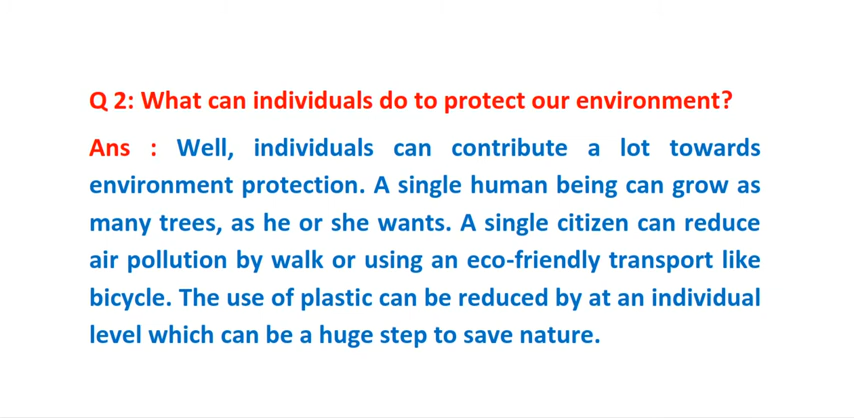 Q 2: What can individuals do to protect our environment?
Ans : Well, individuals can contribute a lot towards
environment protection. A single human being can grow as
many trees, as he or she wants. A single citizen can reduce
air pollution by walk or using an eco-friendly transport like
bicycle. The use of plastic can be reduced by at an individual
level which can be a huge step to save nature.